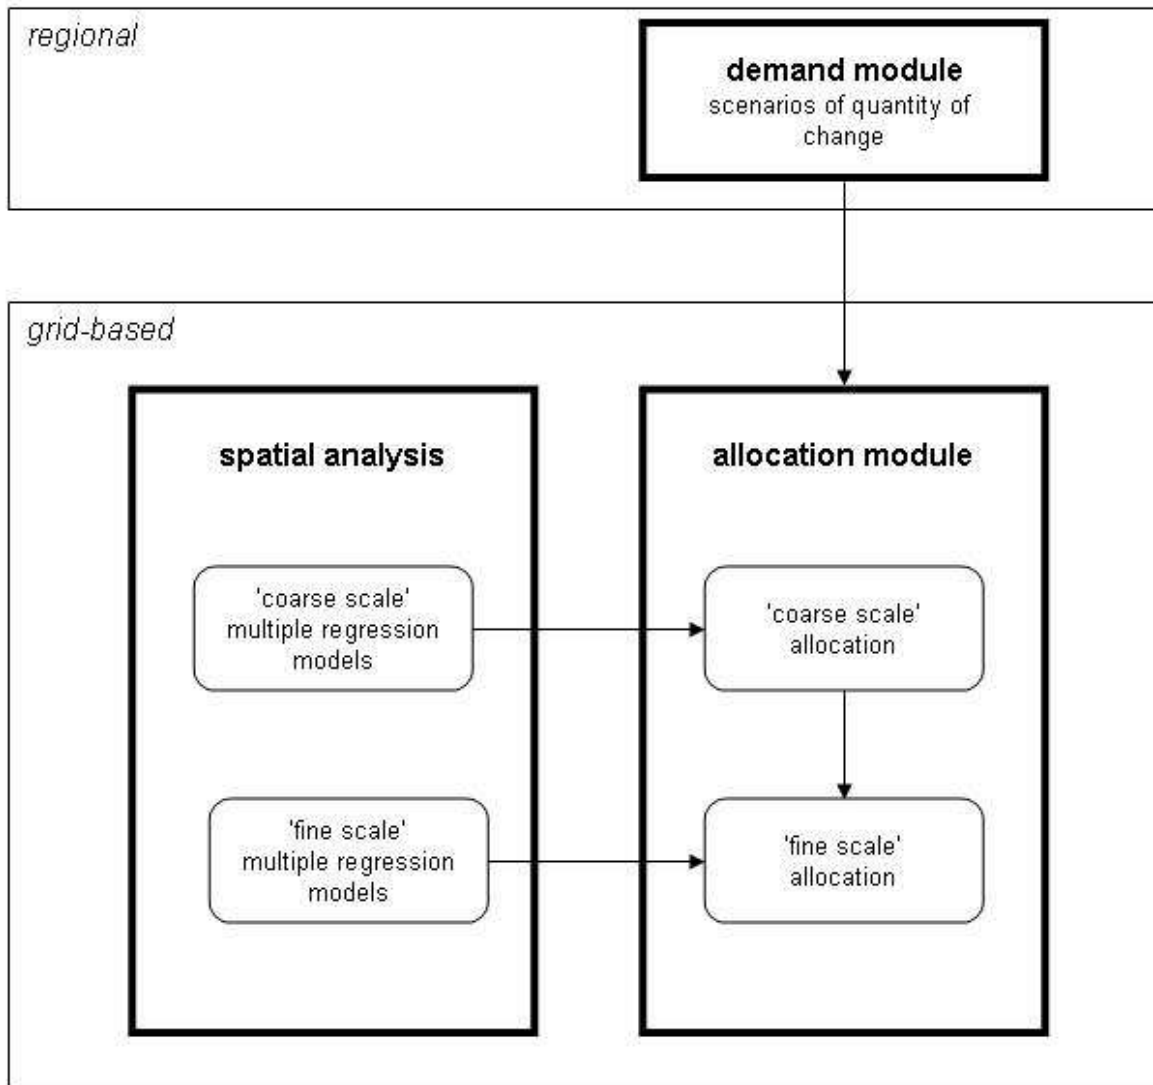 regional
demand module
scenarios of quantity of
change
grid-based
spatial analysis
allocation module
'coarse scale'
multiple regression
models
'coarse scale'
allocation
'fine scale'
multiple regression
models
'fine scale'
allocation